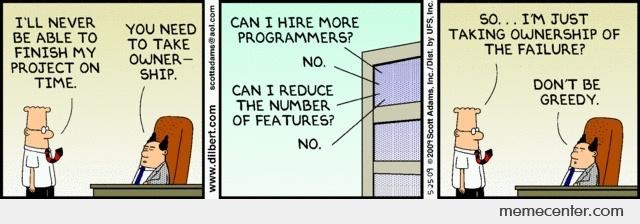 I'LL NEVER
BE ABLE TO
FINISH MY
PROJECT ON
TIME.
YOU NEED
TO TAKE
OWNER-
SHIP.
www.dilbert.com
scottadams@aol.com
CAN I HIRE MORE
PROGRAMMERS?
NO.
CAN I REDUCE
THE NUMBER
OF FEATURES?
NO.
5-25-09 ©2009 Scott Adams, Inc./Dist. by UFS, Inc.
SO... I'M JUST
TAKING OWNERSHIP OF
THE FAILURE?
DON'T BE
GREEDY.
memecenter.com